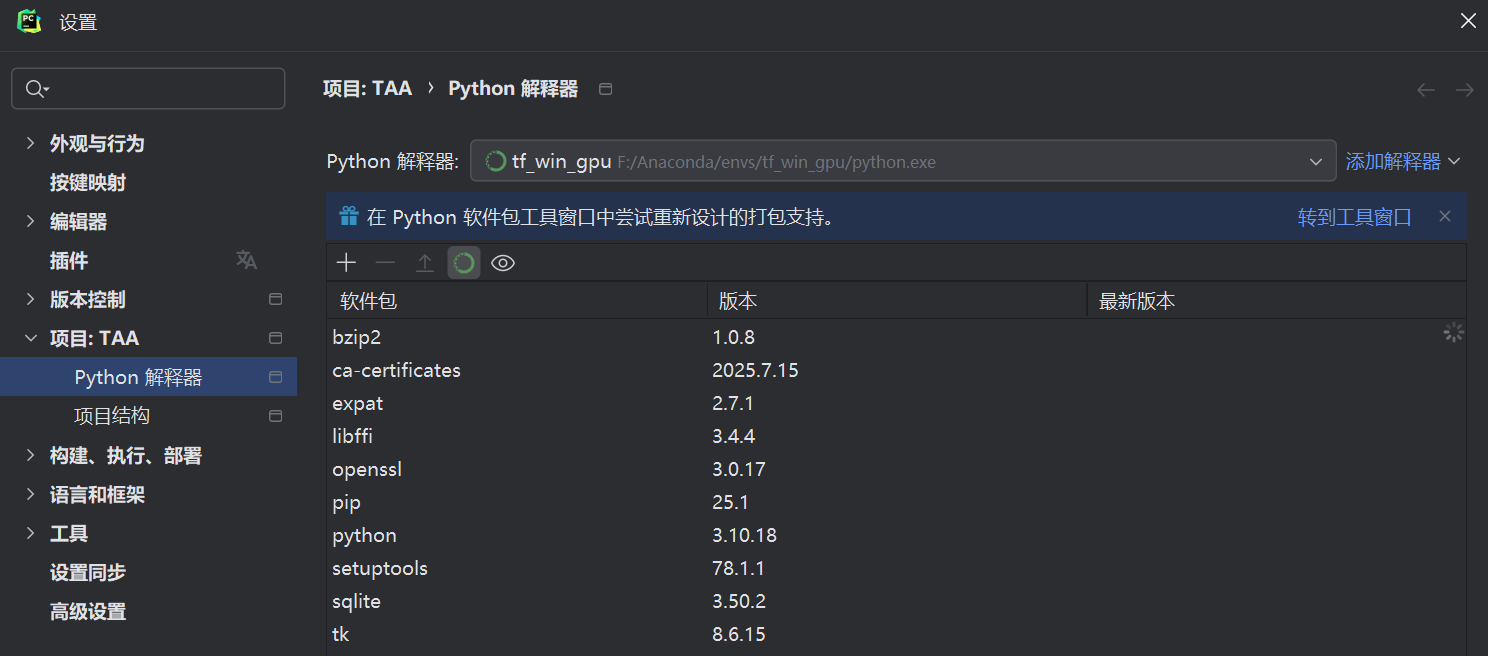 PC
设置
项目: TAA › Python 解释器
外观与行为
按键映射
编辑器
插件
版本控制
项目: TAA
Python 解释器
项目结构
构建、执行、部署
语言和框架
工具
设置同步
高级设置
Python 解释器: tf_win_gpu F:/Anaconda/envs/tf_win_gpu/python.exe 添加解释器
在 Python 软件包工具窗口中尝试重新设计的打包支持。 转到工具窗口
软件包 版本 最新版本
bzip2 1.0.8
ca-certificates 2025.7.15
expat 2.7.1
libffi 3.4.4
openssl 3.0.17
pip 25.1
python 3.10.18
setuptools 78.1.1
sqlite 3.50.2
tk 8.6.15